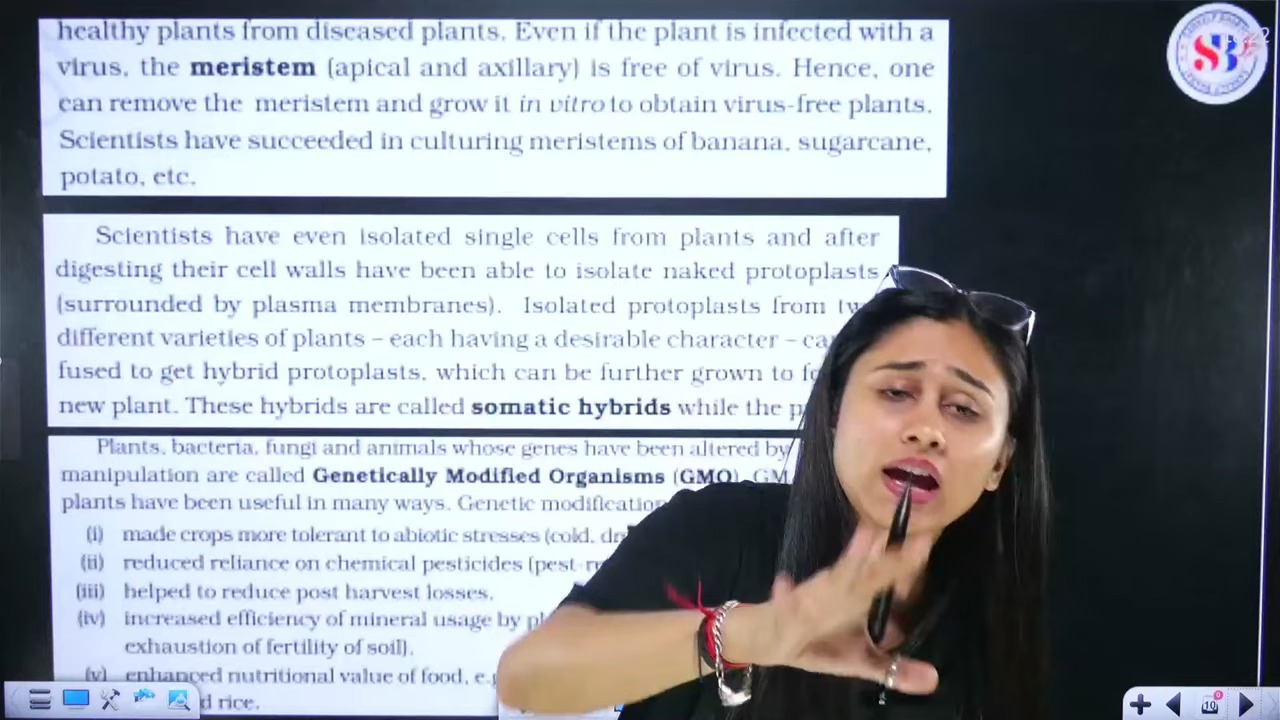 healthy plants from diseased plants. Even if the plant is infected with a
virus, the meristem (apical and axillary) is free of virus. Hence, one
can remove the meristem and grow it in vitro to obtain virus-free plants.
Scientists have succeeded in culturing meristems of banana, sugarcane,
potato, etc.
Scientists have even isolated single cells from plants and after
digesting their cell walls have been able to isolate naked protoplasts
(surrounded by plasma membranes). Isolated protoplasts from
different varieties of plants – each having a desirable character –
fused to get hybrid protoplasts, which can be further grown to
new plant. These hybrids are called somatic hybrids while the
Plants, bacteria, fungi and animals whose genes have been altered by
manipulation are called Genetically Modified Organisms (GMO). GM
plants have been useful in many ways. Genetic modification
(i) made crops more tolerant to abiotic stresses (cold,
(ii) reduced reliance on chemical pesticides
(iii) helped to reduce post harvest losses.
(iv) increased efficiency of mineral usage by
exhaustion of fertility of soil).
(v) enhanced nutritional value of food,
rice.
SB
10